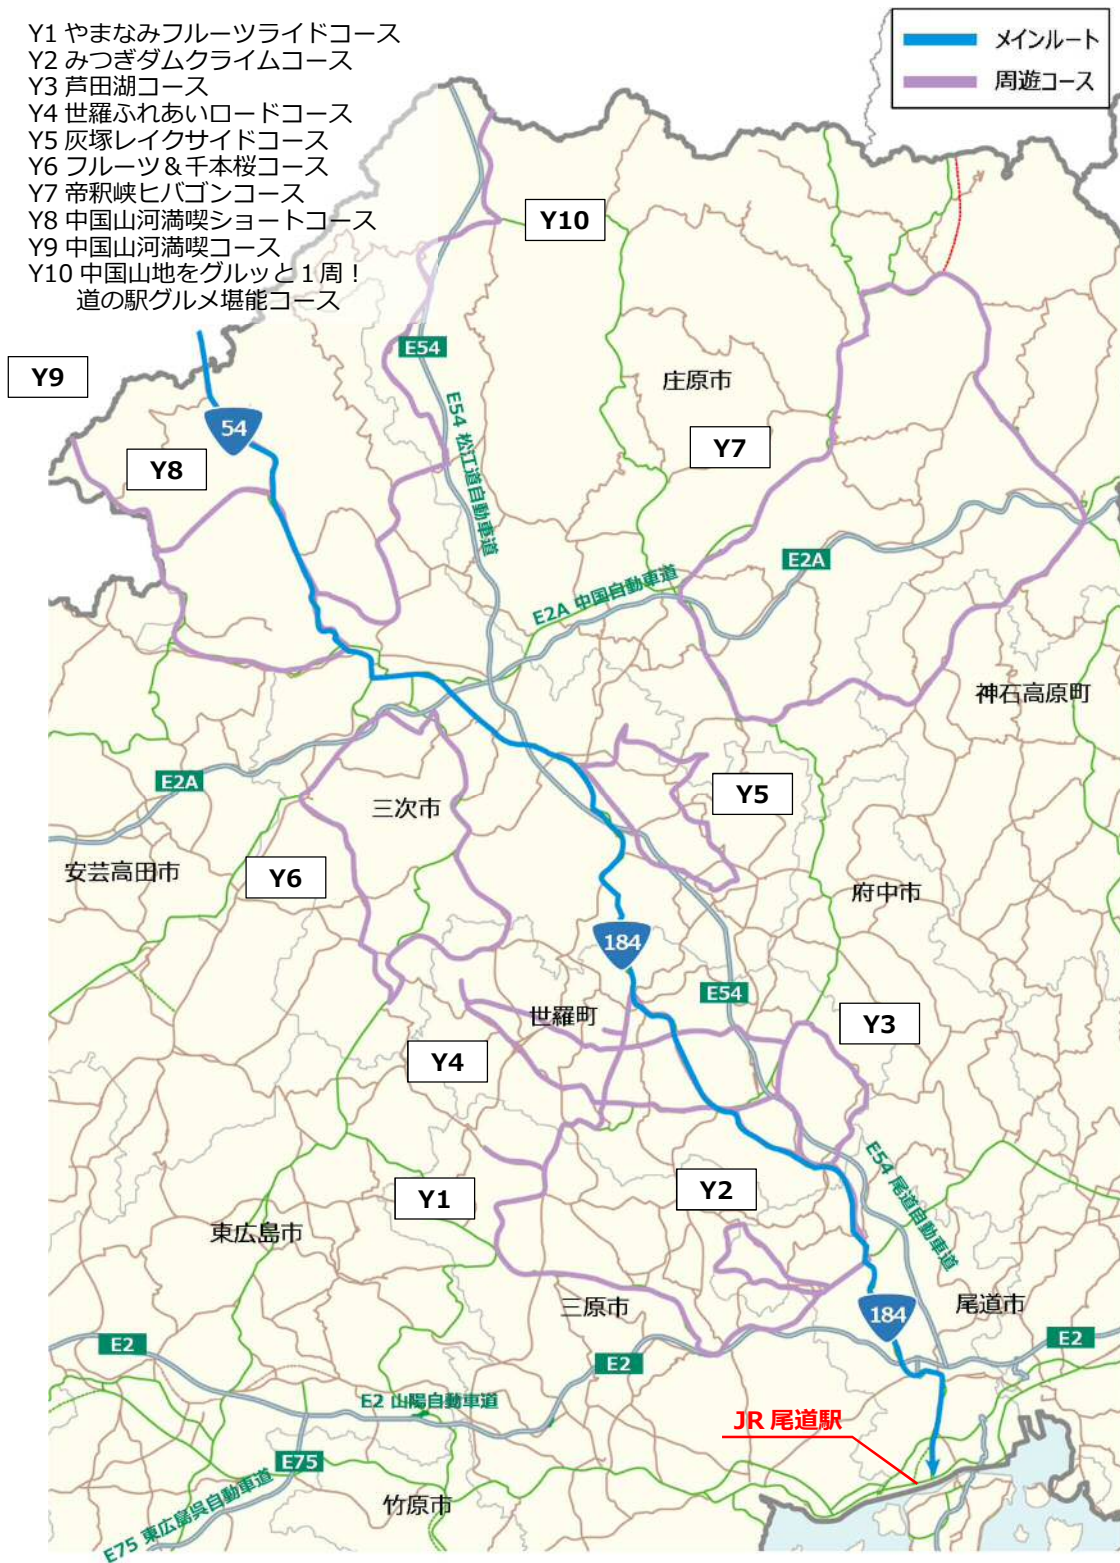 Y1 やまなみフルーツライドコース
Y2 みつぎダムクライムコース
Y3 芦田湖コース
Y4 世羅ふれあいロードコース
Y5 灰塚レイクサイドコース
Y6 フルーツ＆千本桜コース
Y7 帝釈峡ヒバゴンコース
Y8 中国山河満喫ショートコース
Y9 中国山河満喫コース
Y10 中国山地をグルッと１周！
道の駅グルメ堪能コース
メインルート
周遊コース
Y10
E54
Y9
庄原市
54
Y8
Y7
E54 松江道自動車道
E2A
E2A 中国自動車道
神石高原町
E2A
Y5
三次市
安芸高田市
Y6
府中市
184
E54
世羅町
Y3
Y4
E54 尾道自動車道
Y1
Y2
東広島市
三原市
184
尾道市
E2
E2
E2
E2 山陽自動車道
JR 尾道駅
E75
竹原市
E75 東広島呉自動車道